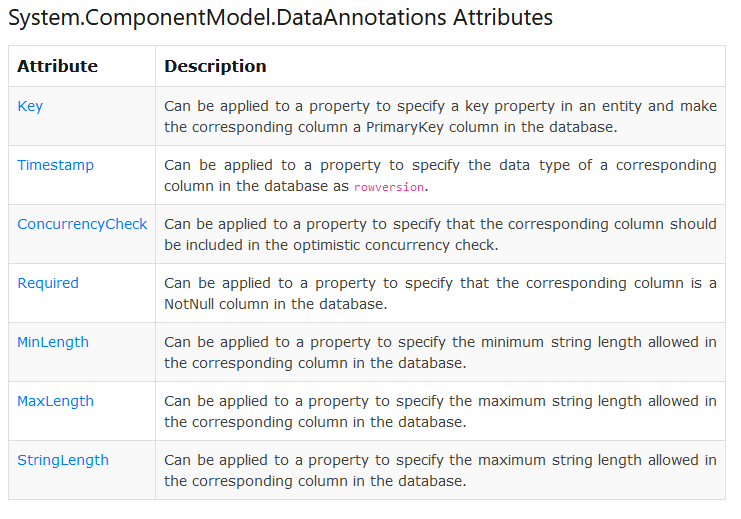 System.ComponentModel.DataAnnotations Attributes
Attribute Description
Key Can be applied to a property to specify a key property in an entity and make
the corresponding column a PrimaryKey column in the database.
Timestamp Can be applied to a property to specify the data type of a corresponding
column in the database as rowversion.
ConcurrencyCheck Can be applied to a property to specify that the corresponding column should
be included in the optimistic concurrency check.
Required Can be applied to a property to specify that the corresponding column is a
NotNull column in the database.
MinLength Can be applied to a property to specify the minimum string length allowed in
the corresponding column in the database.
MaxLength Can be applied to a property to specify the maximum string length allowed in
the corresponding column in the database.
StringLength Can be applied to a property to specify the maximum string length allowed in
the corresponding column in the database.